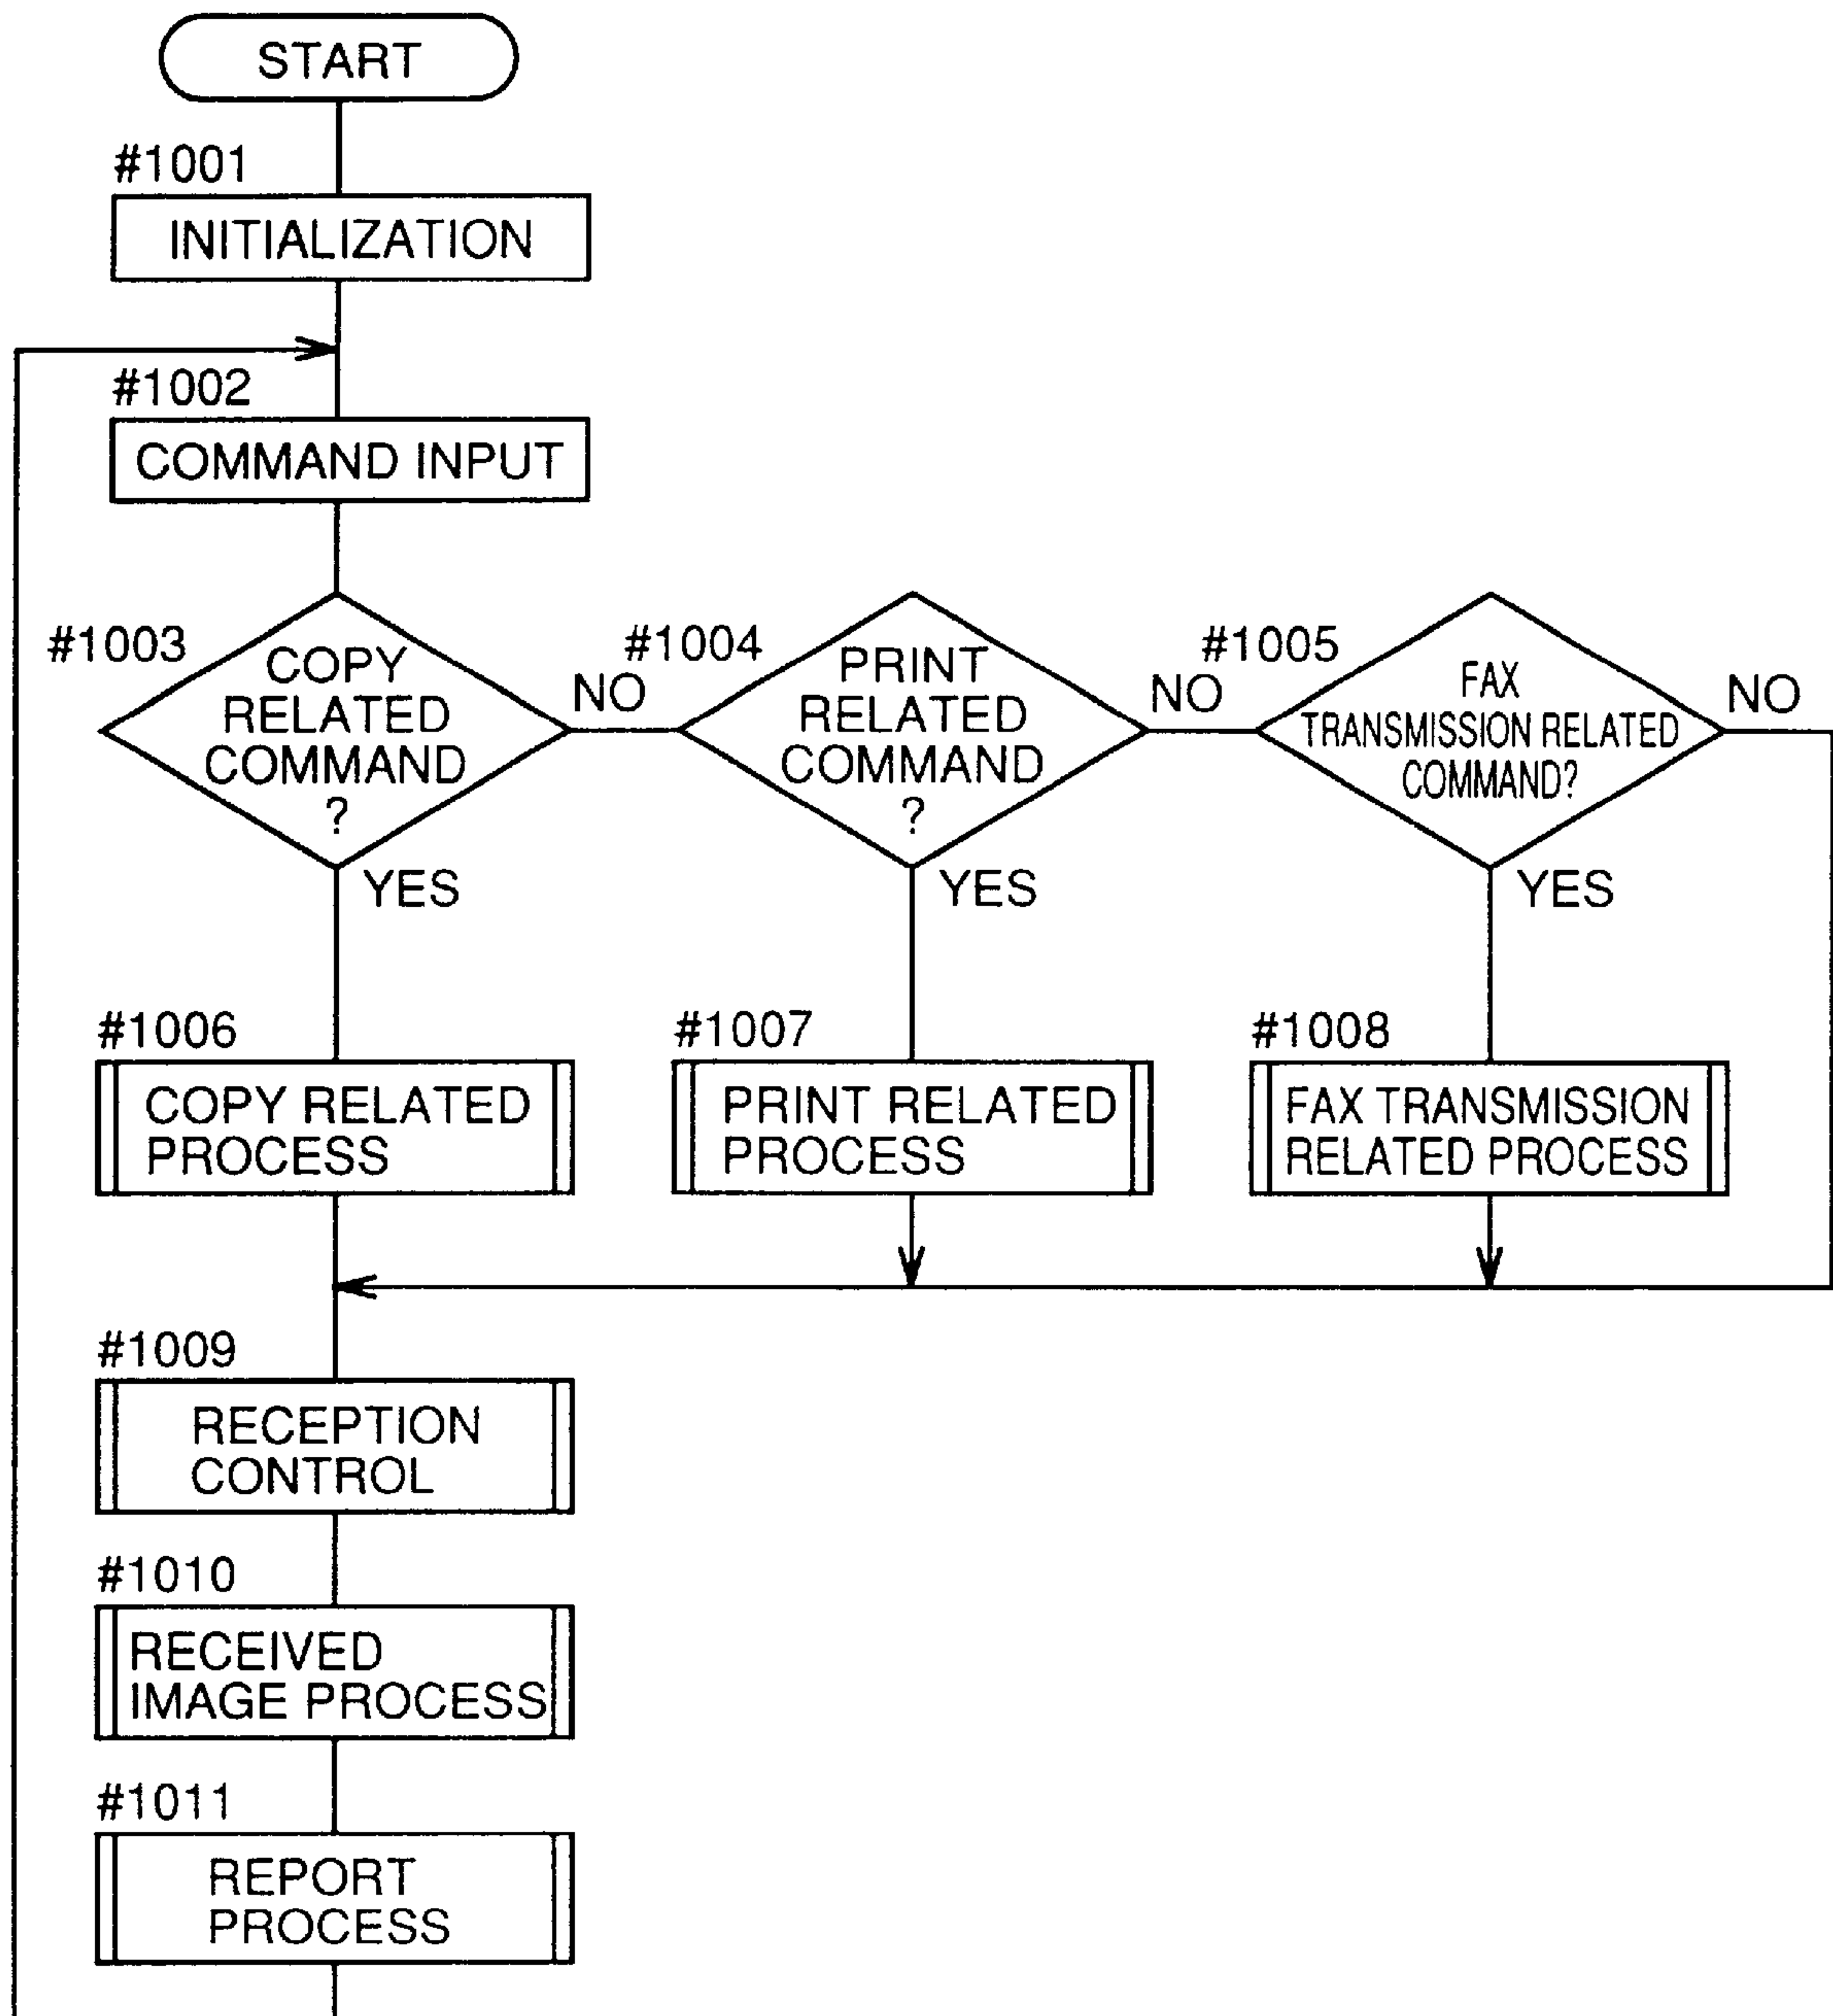 START
#1001
INITIALIZATION
#1002
COMMAND INPUT
#1003
COPY
RELATED
COMMAND
?
NO
YES
#1004
PRINT
RELATED
COMMAND
?
NO
YES
#1005
FAX
TRANSMISSION RELATED
COMMAND?
NO
YES
#1006
COPY RELATED
PROCESS
#1007
PRINT RELATED
PROCESS
#1008
FAX TRANSMISSION
RELATED PROCESS
#1009
RECEPTION
CONTROL
#1010
RECEIVED
IMAGE PROCESS
#1011
REPORT
PROCESS